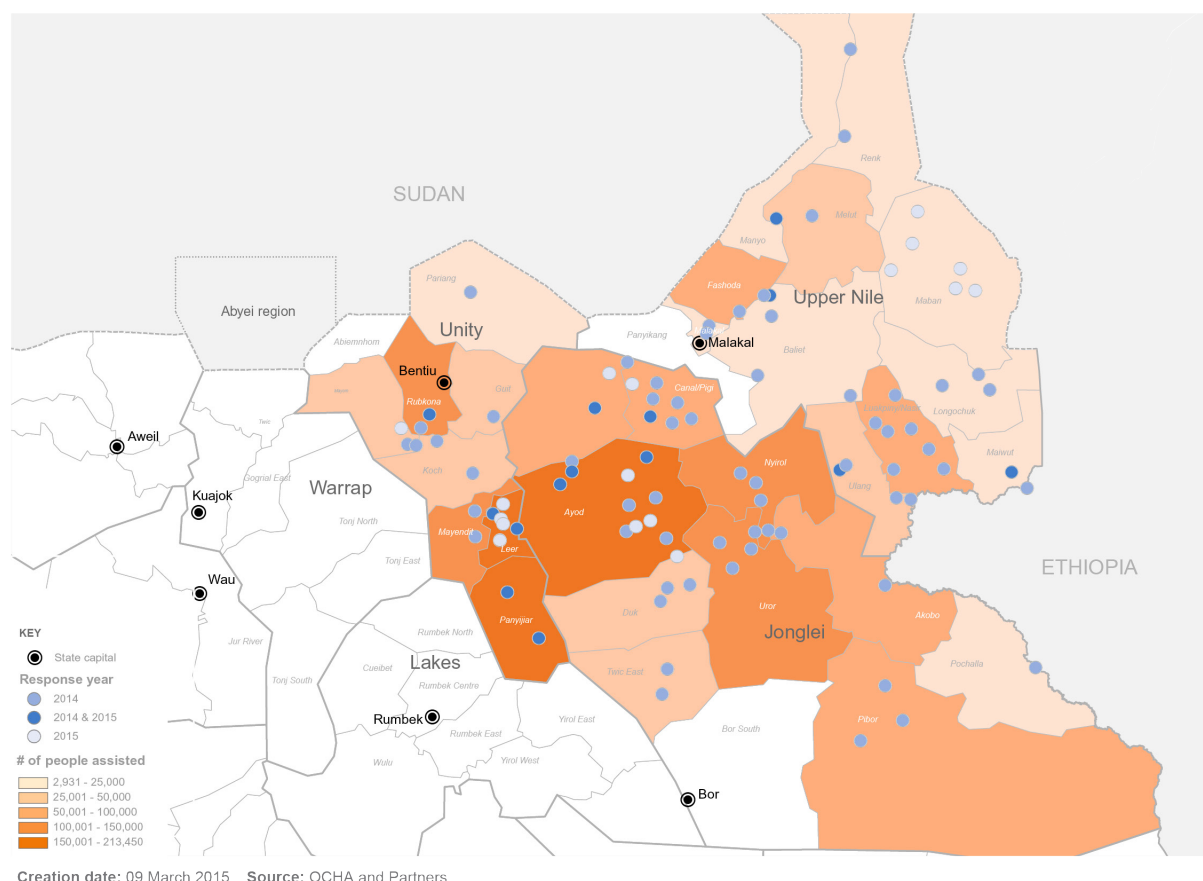 SUDAN
Renk
Melut
Manyo
Pariang
Fashoda
Maban
Upper Nile
Abyei region
Unity
Panyikang
Abiemnhom
Malakal
Baliet
Bentiu
Guit
Canal/Pigi
Rubkona
Longochuk
Twic
Aweil
Maiwut
Nyirol
Koch
Gogrial East
Ulang
Warrap
Kuajok
Ayod
Tonj North
Mayendit
Leer
Tonj East
ETHIOPIA
Wau
Duk
Uror
Panyijiar
Akobo
KEY
Rumbek North
Jonglei
Jur River
State capital
Lakes
Cueibet
Pochalla
Twic East
Response year
Tonj South
Rumbek Centre
2014
2014 & 2015
Rumbek
Yirol East
Pibor
Bor South
2015
Rumbek East
Wulu
Yirol West
# of people assisted
2,931 - 25,000
25,001 - 50,000
Bor
50,001 - 100,000
100,001 - 150,000
150,001 - 213,450
Creation date: 09 March 2015 Source: OCHA and Partners